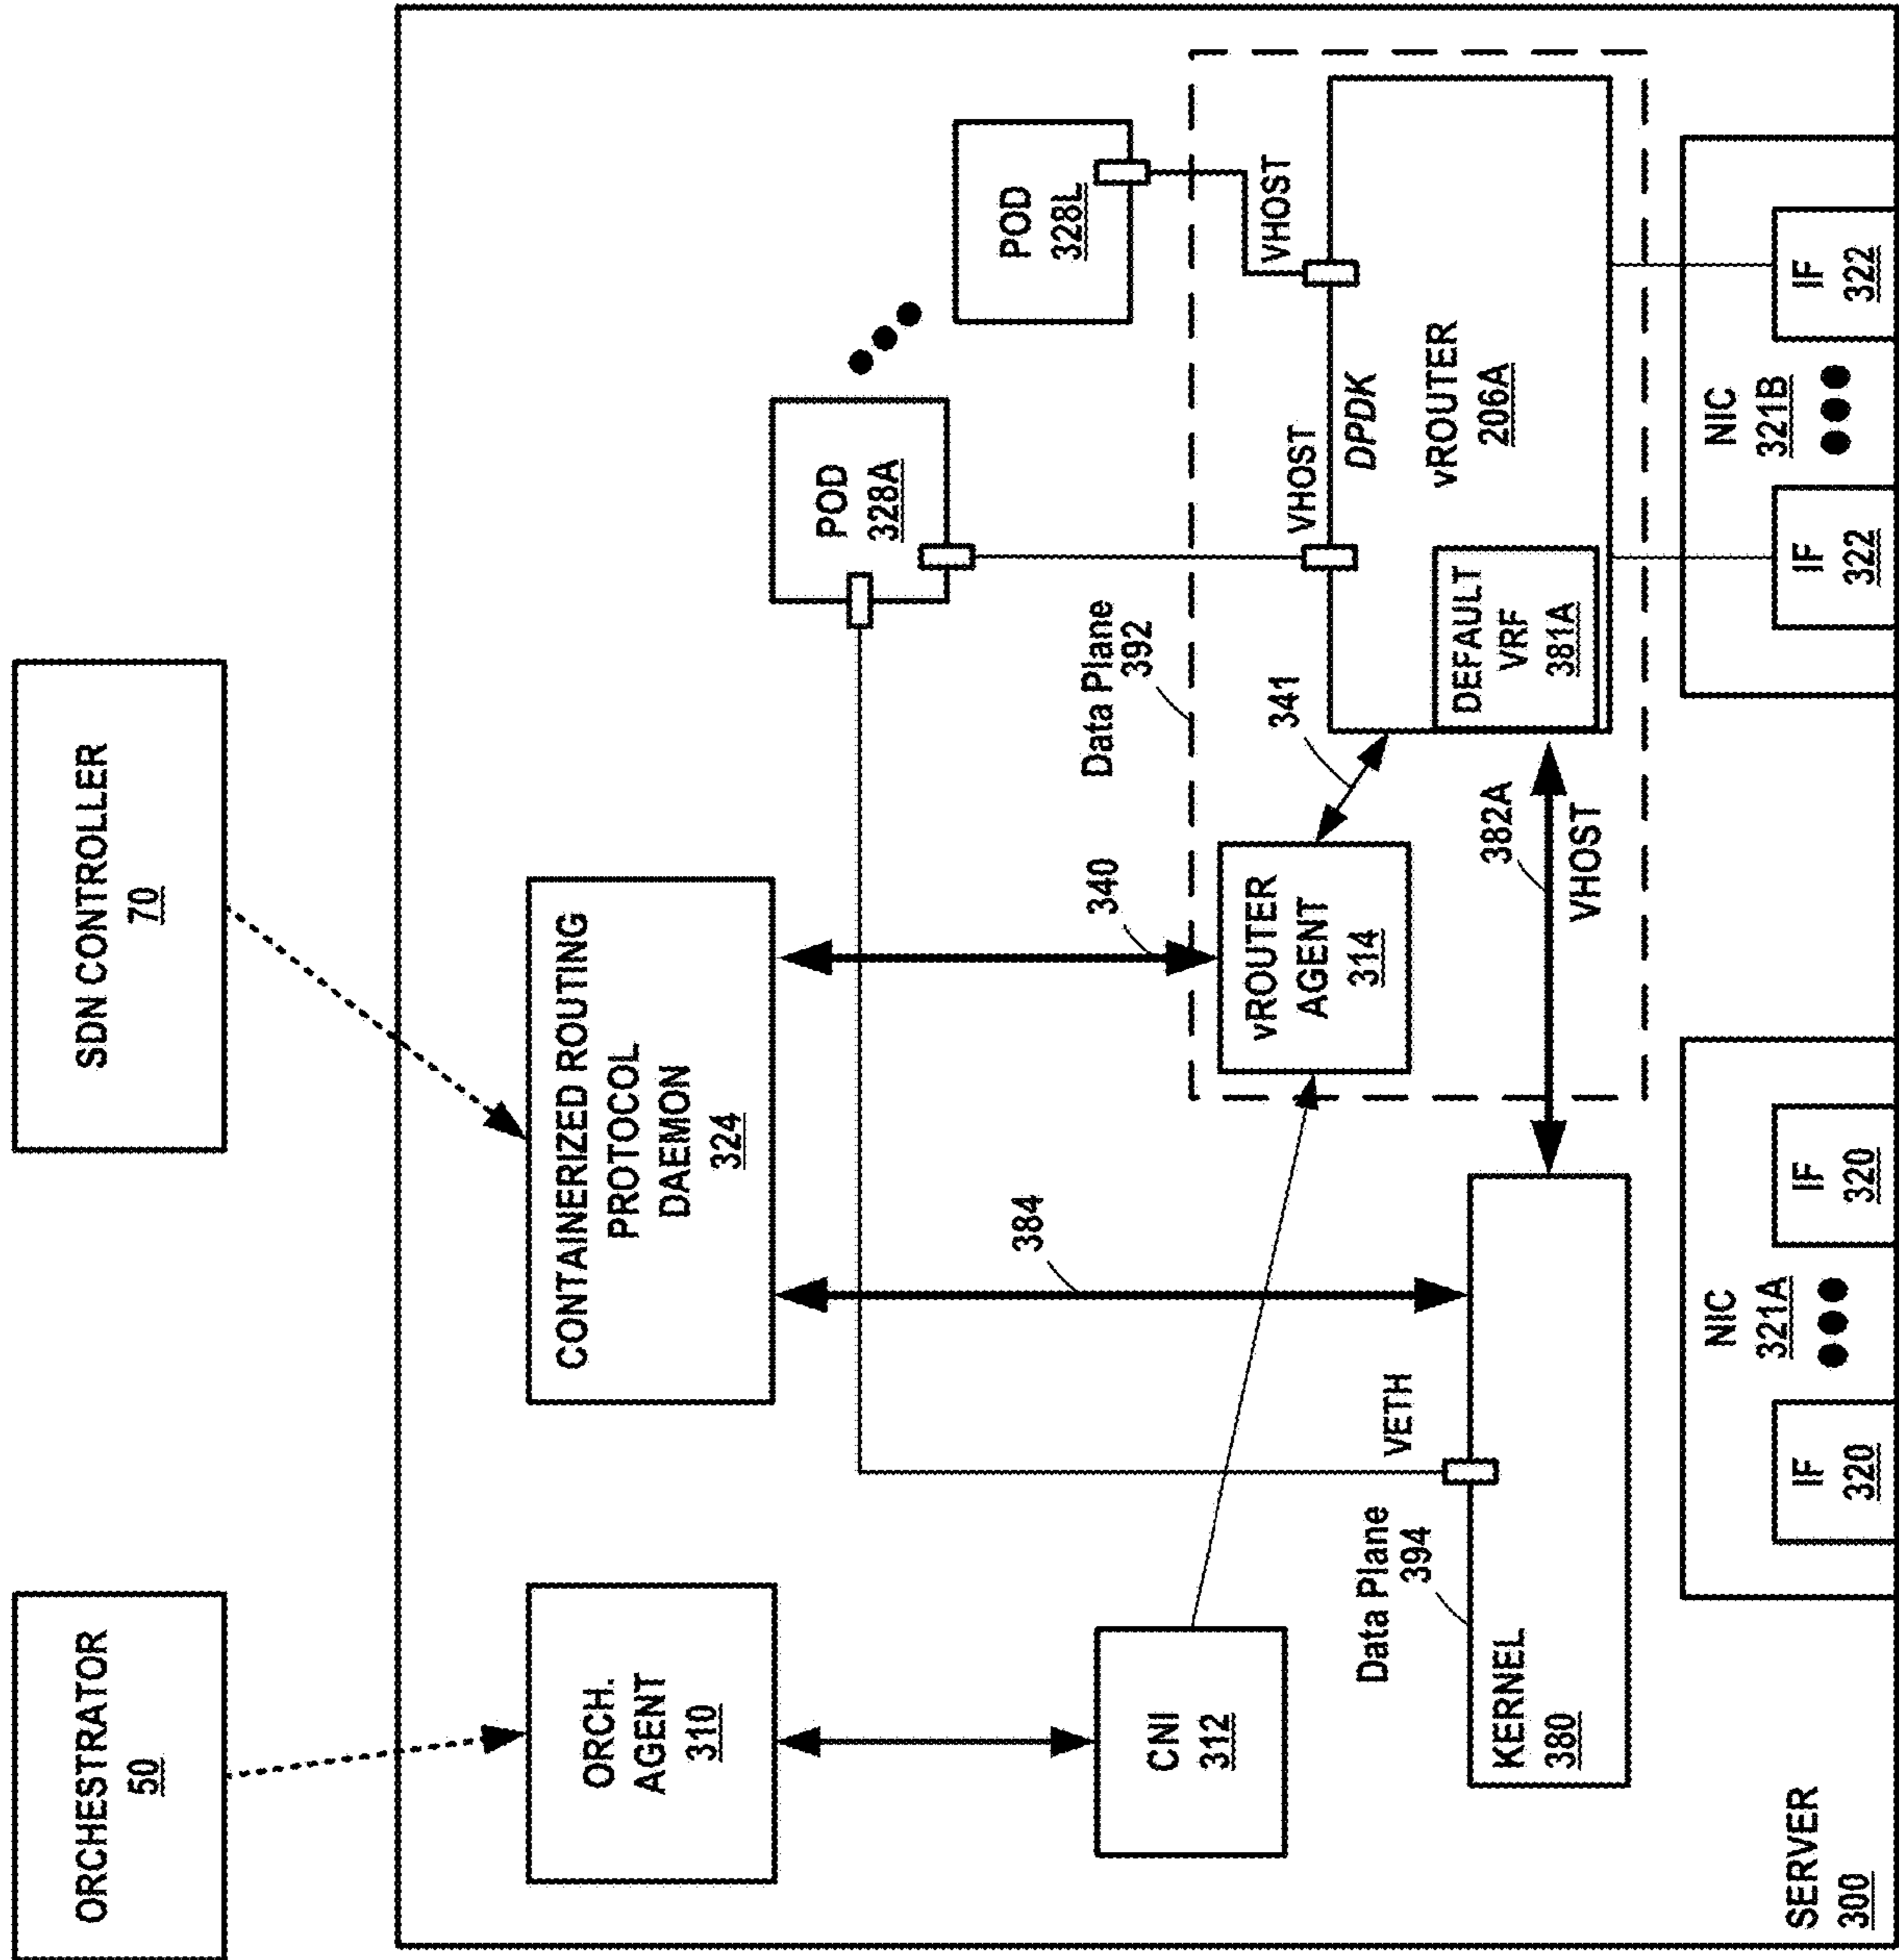 ORCHESTRATOR
50
SDN CONTROLLER
70
ORCH.
AGENT
310
CONTAINERIZED ROUTING
PROTOCOL
DAEMON
324
POD
328A
POD
328L
CNI
312
384
340
Data Plane
392
vROUTER
AGENT
314
341
VHOST
VHOST
DPDK
vROUTER
206A
DEFAULT
VRF
381A
382A
VHOST
Data Plane
394
VETH
KERNEL
380
NIC
321A
IF
320
IF
320
NIC
321B
IF
322
IF
322
SERVER
300